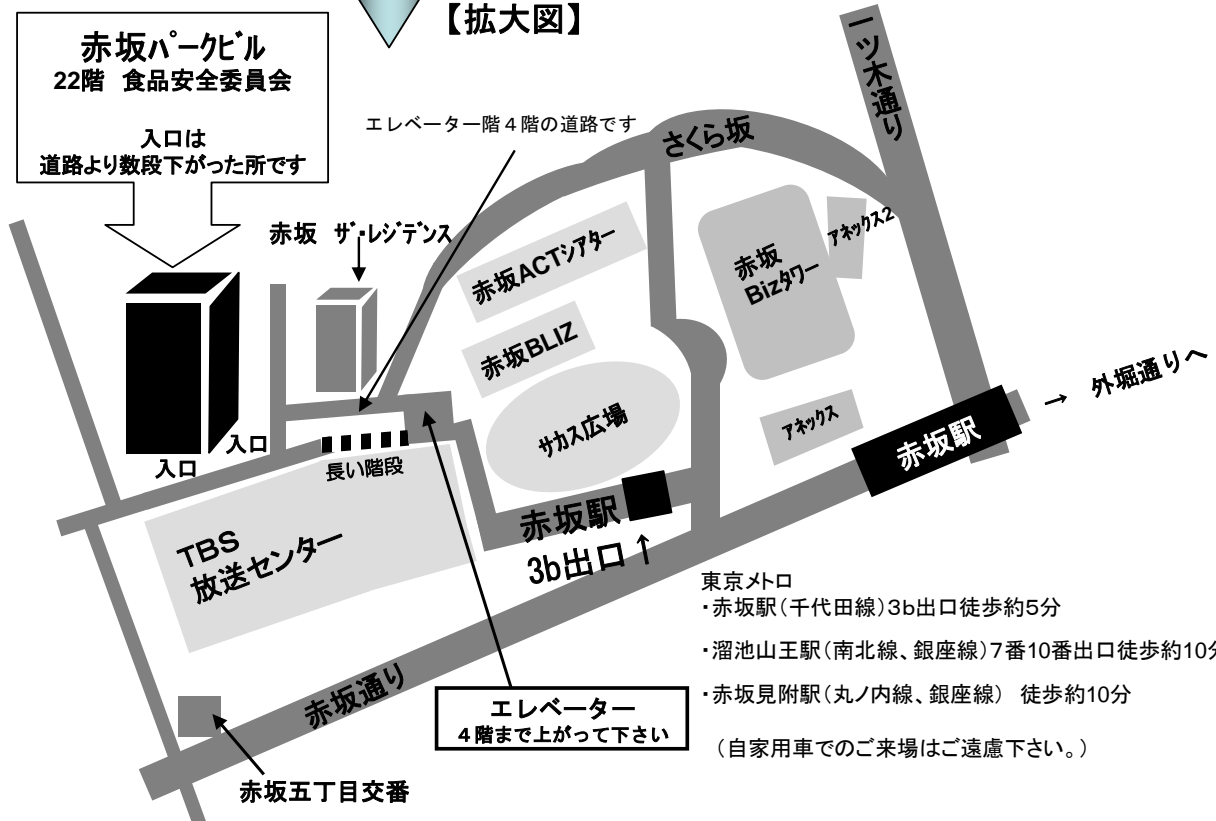 【拡大図】
赤坂パークビル
22階 食品安全委員会
入口は
道路より数段下がった所です
エレベーター階4階の道路です
一ツ木通り
さくら坂
赤坂 ザ・レジデンス
赤坂ACTシアター
赤坂BLIZ
サカス広場
赤坂
Bizタワー
アネックス2
アネックス
→ 外堀通りへ
赤坂駅
入口
入口
長い階段
TBS
放送センター
赤坂駅
3b出口 ↑
赤坂通り
エレベーター
4階まで上がって下さい
赤坂五丁目交番
東京メトロ
・赤坂駅(千代田線)3b出口徒歩約5分
・溜池山王駅(南北線、銀座線)7番10番出口徒歩約10分
・赤坂見附駅(丸ノ内線、銀座線) 徒歩約10分
(自家用車でのご来場はご遠慮下さい。)